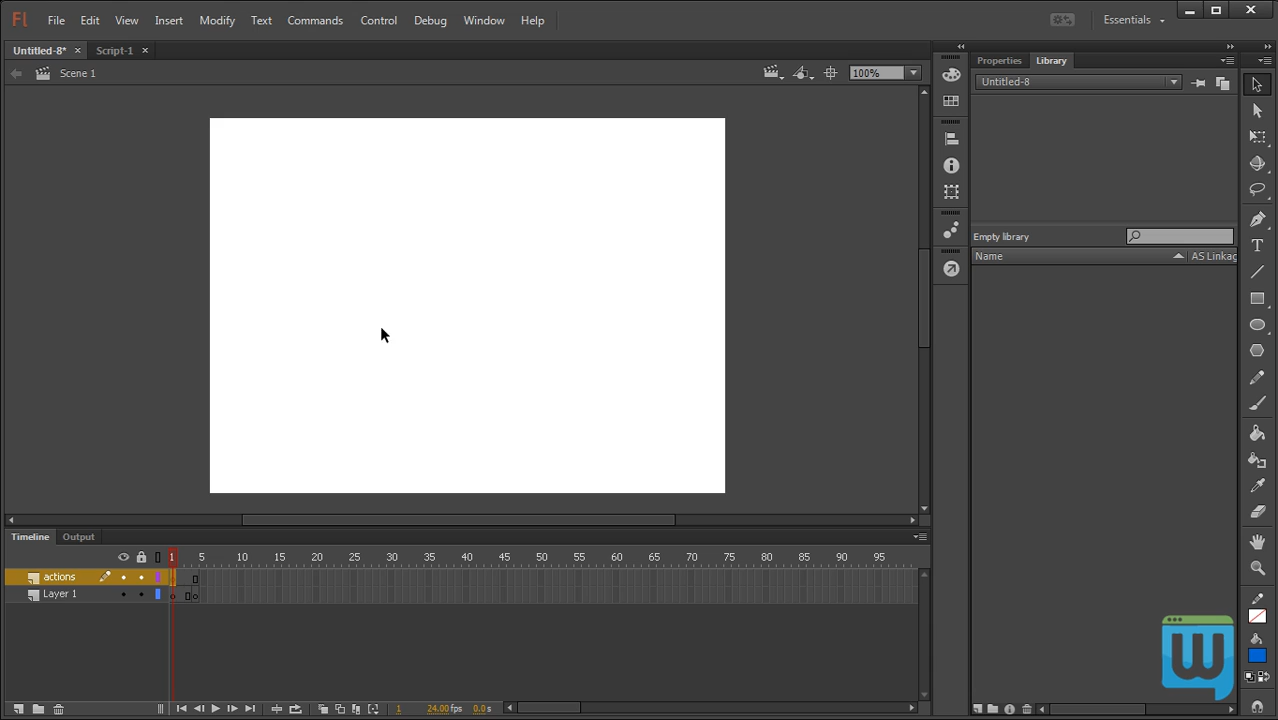 Fl File Edit View Insert Modify Text Commands Control Debug Window Help Essentials
Untitled-8* × Script-1 ×
Scene 1 100%
Properties Library
Untitled-8
Empty library
Name AS Linkag
T
Timeline Output
1 5 10 15 20 25 30 35 40 45 50 55 60 65 70 75 80 85 90 95
actions
Layer 1
1 24.00 fps 0.0 s
W